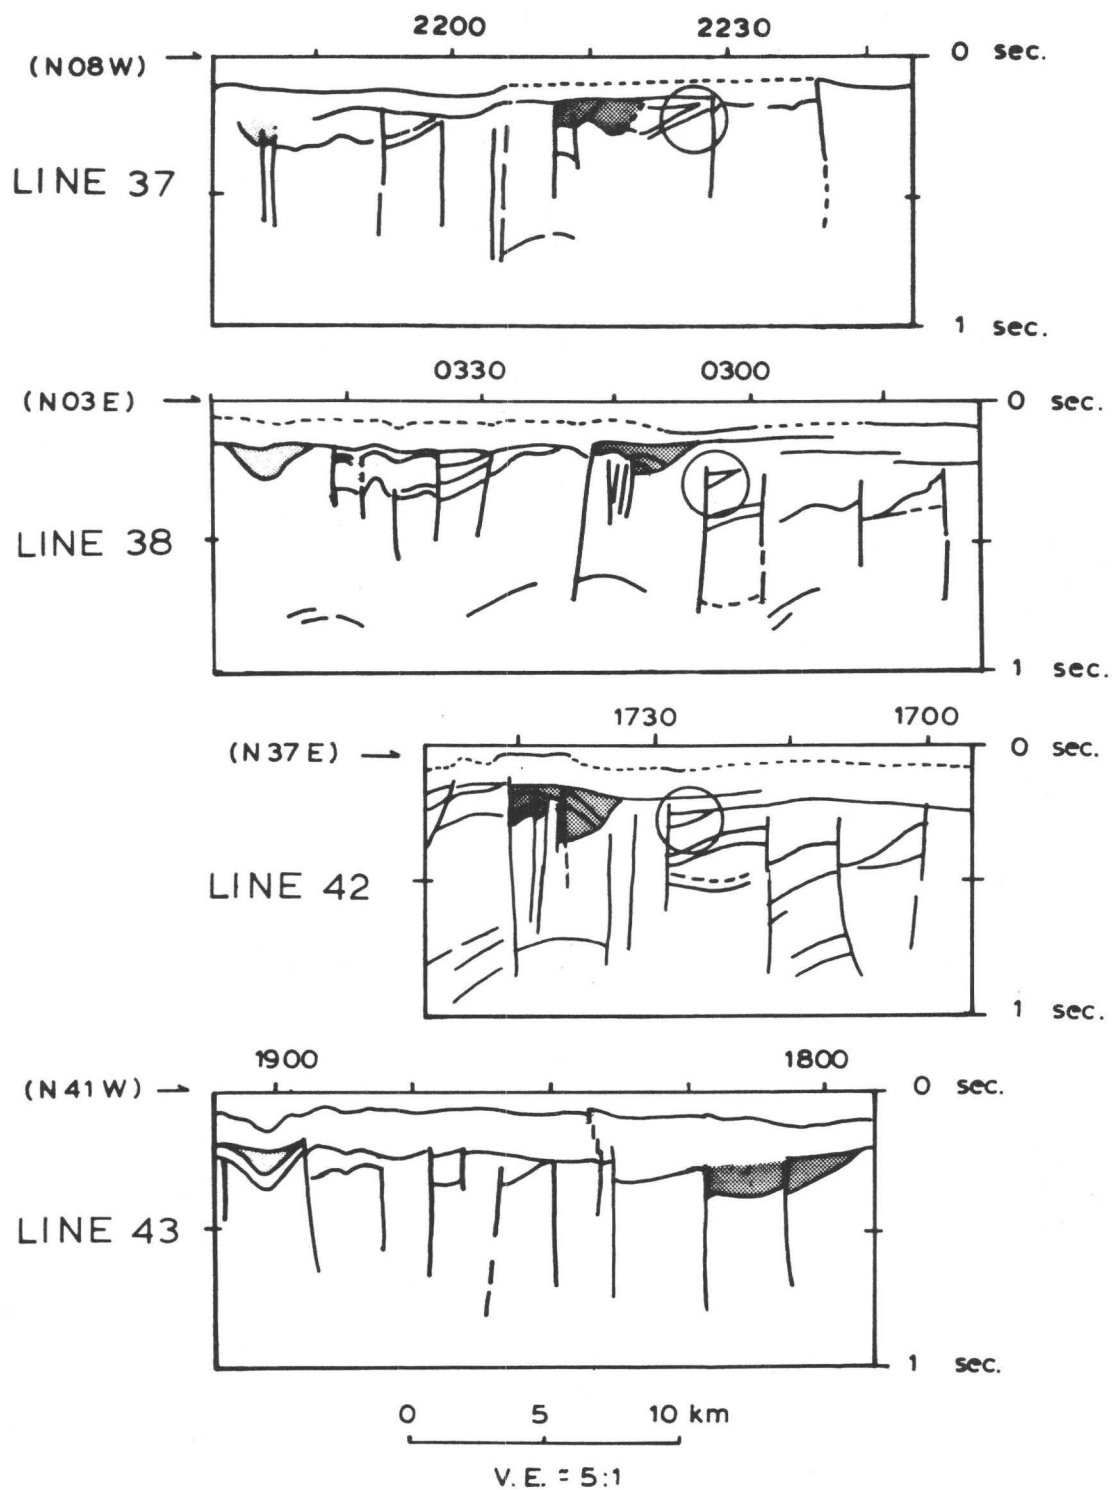 2200 2230
(N08W) 0 sec.
LINE 37
1 sec.
0330 0300
(N03E) 0 sec.
LINE 38
1 sec.
1730 1700
(N37E) 0 sec.
LINE 42
1 sec.
1900 1800
(N41W) 0 sec.
LINE 43
1 sec.
0 5 10 km
V.E. = 5:1